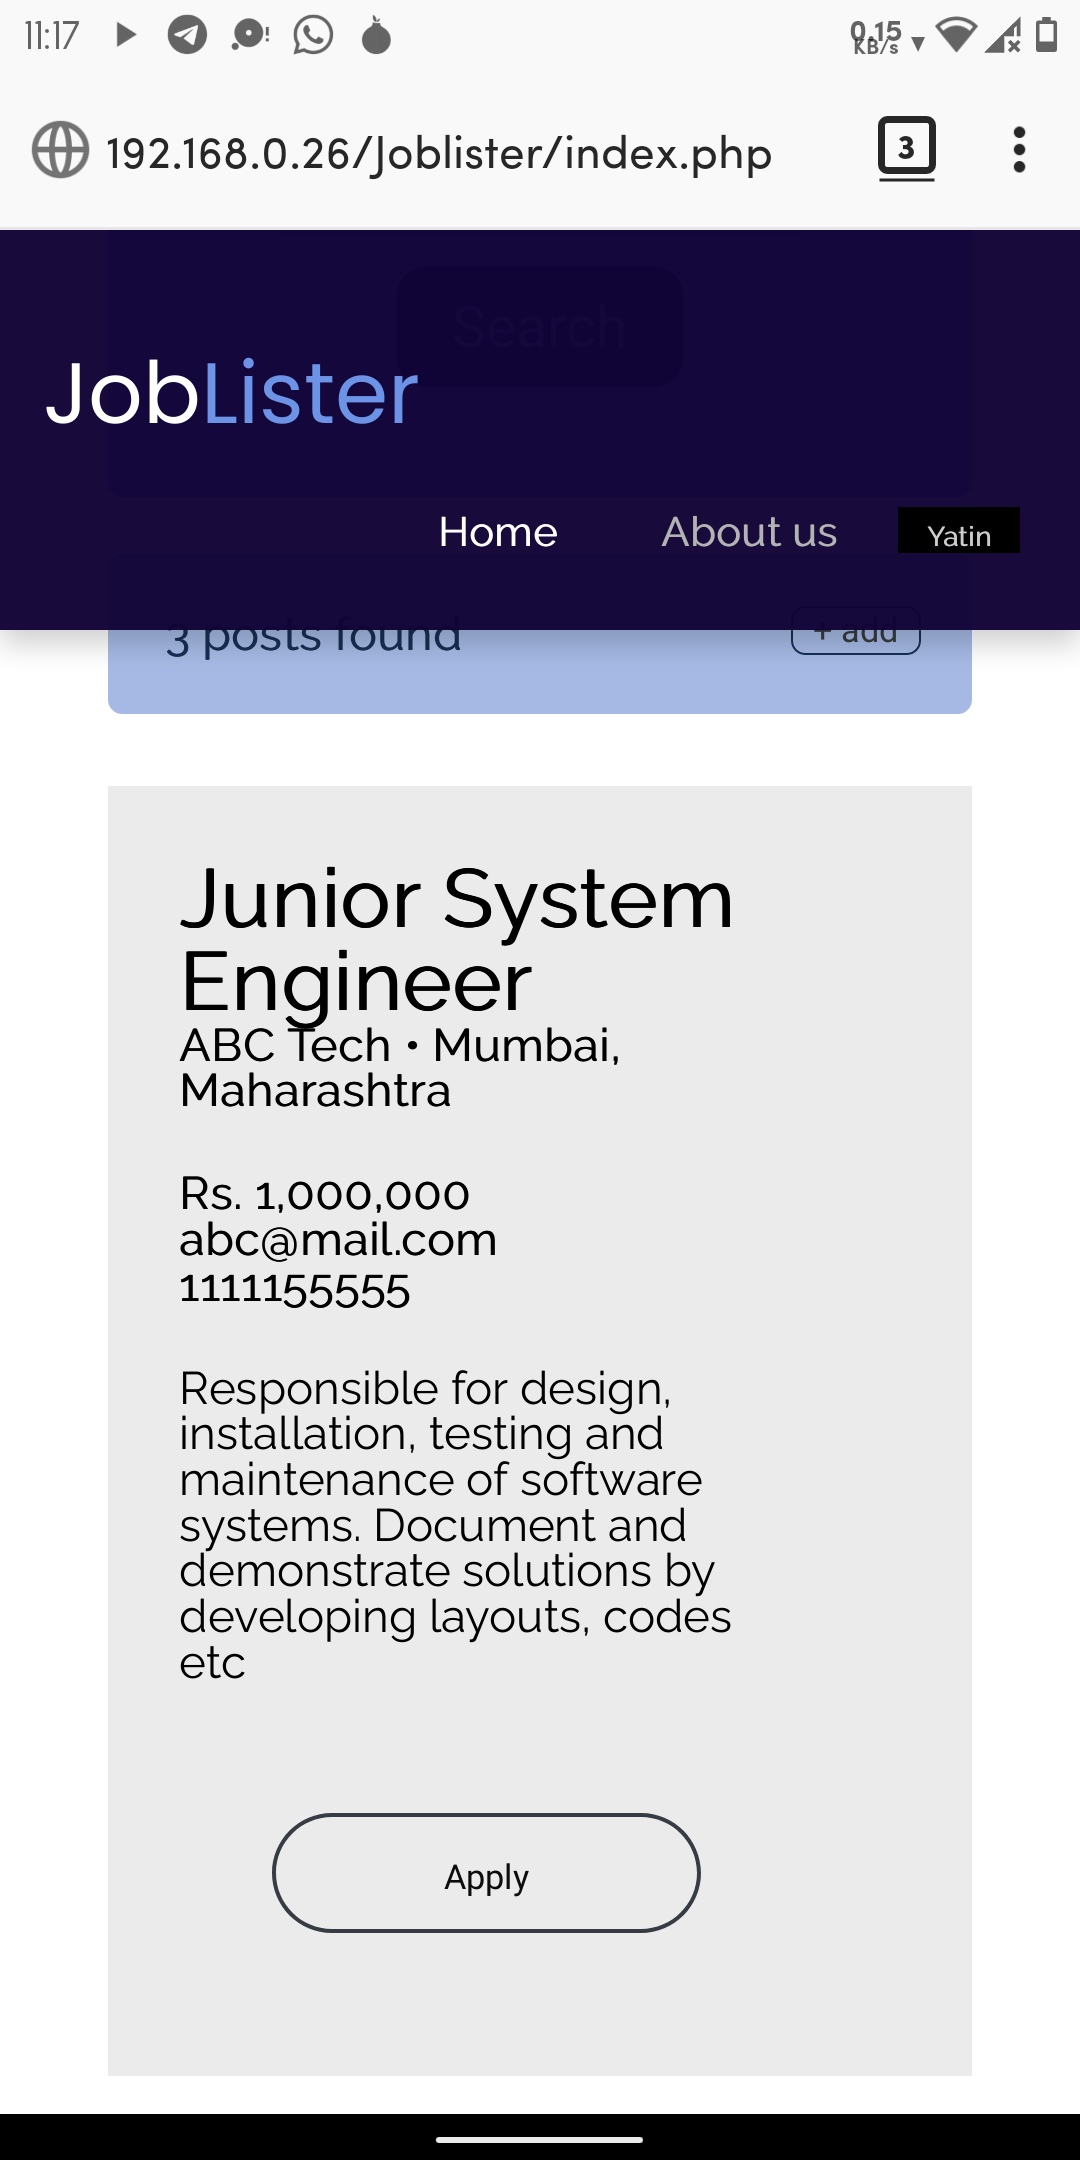 11:17
0.15
KB/s
192.168.0.26/Joblister/index.php
3
Search
JobLister
Home About us Yatin
3 posts found + add
Junior System
Engineer
ABC Tech • Mumbai,
Maharashtra
Rs. 1,000,000
abc@mail.com
1111155555
Responsible for design,
installation, testing and
maintenance of software
systems. Document and
demonstrate solutions by
developing layouts, codes
etc
Apply